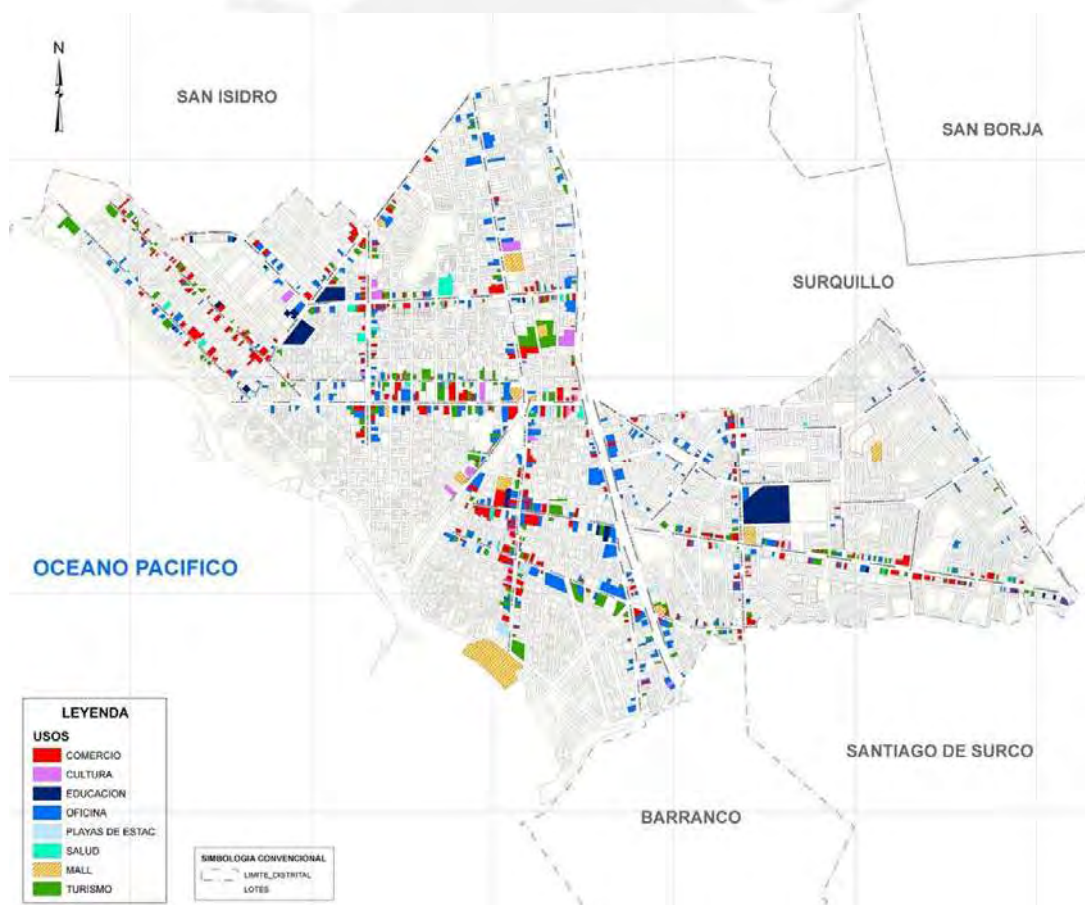 N
SAN ISIDRO
SAN BORJA
SURQUILLO
OCEANO PACIFICO
SANTIAGO DE SURCO
BARRANCO
LEYENDA
USOS
COMERCIO
CULTURA
EDUCACION
OFICINA
PLAYAS DE ESTAC
SALUD
MALL
TURISMO
SIMBOLOGIA CONVENCIONAL
LIMITE_DISTRITAL
LOTES